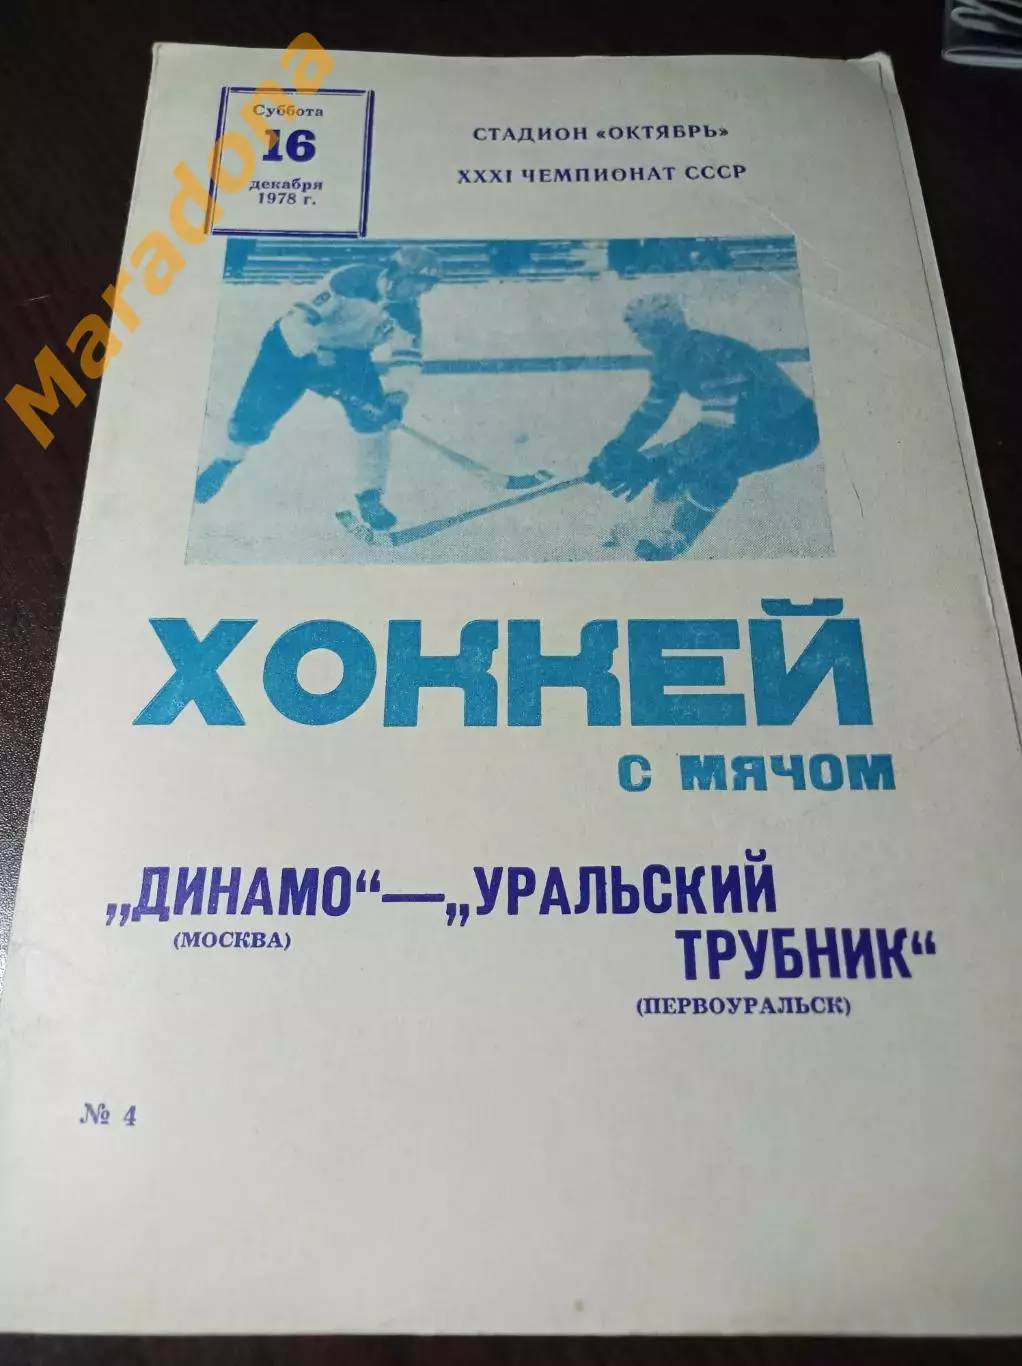 Суббота
16
декабря
1978 г.
СТАДИОН «ОКТЯБРЬ»
XXXI ЧЕМПИОНАТ СССР
ХОККЕЙ
С МЯЧОМ
„ДИНАМО“—„УРАЛЬСКИЙ
ТРУБНИК“
(МОСКВА)
(ПЕРВОУРАЛЬСК)
№ 4
Maradona